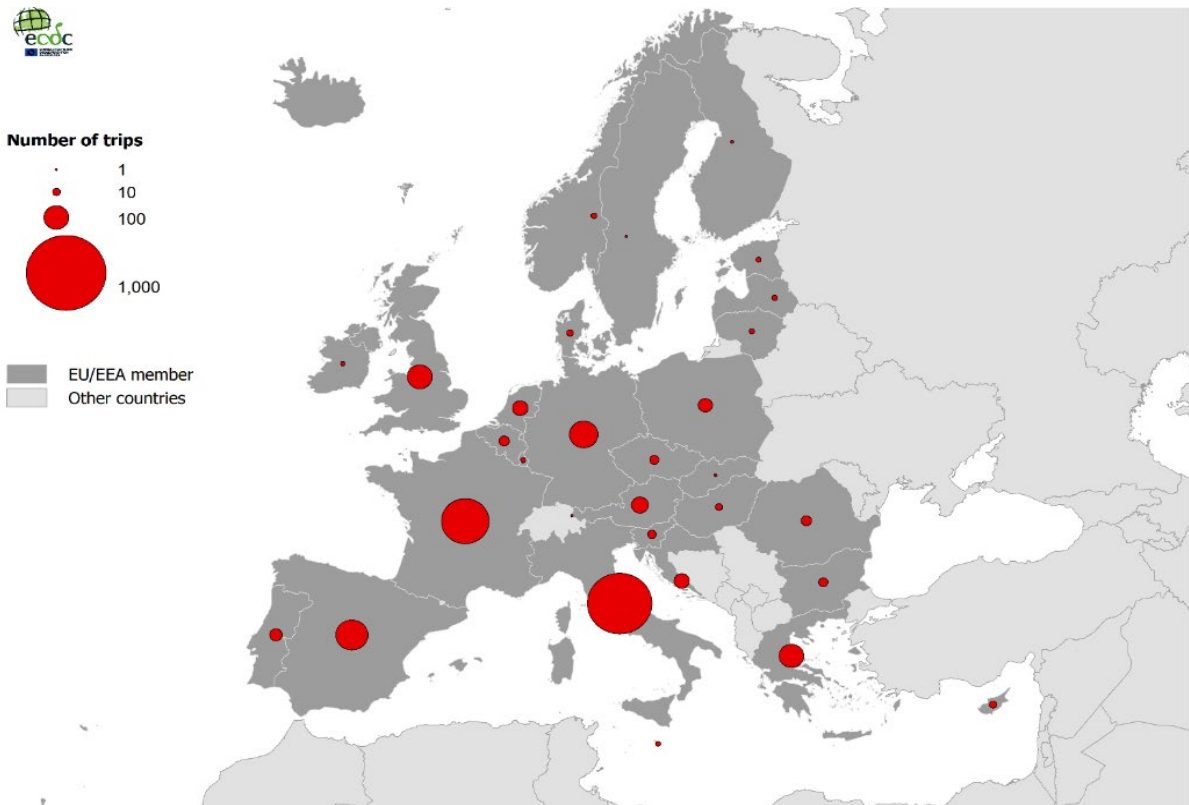 ecdc
Number of trips
1
10
100
1,000
EU/EEA member
Other countries